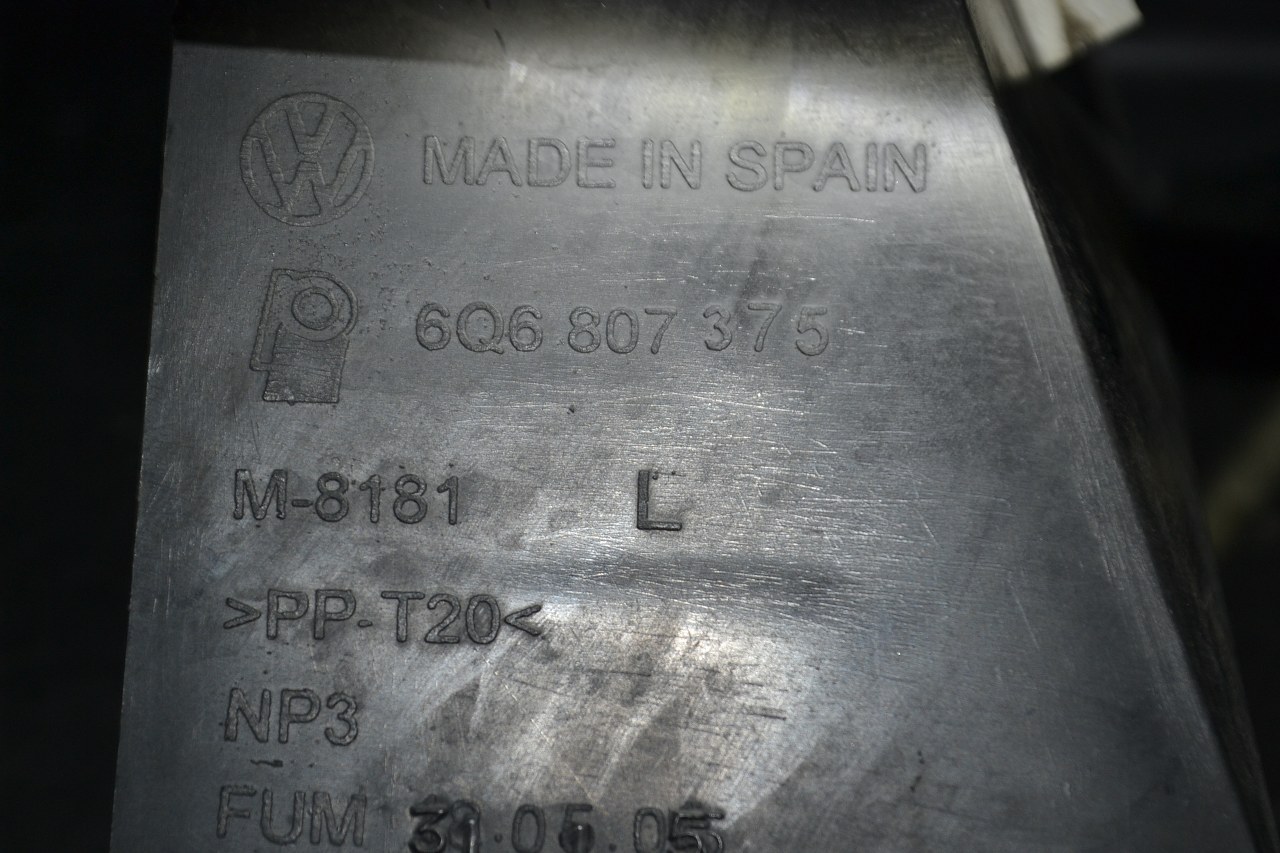 MADE IN SPAIN
6Q6 807 375
M-8181 L
>PP-T20<
NP3
FUM